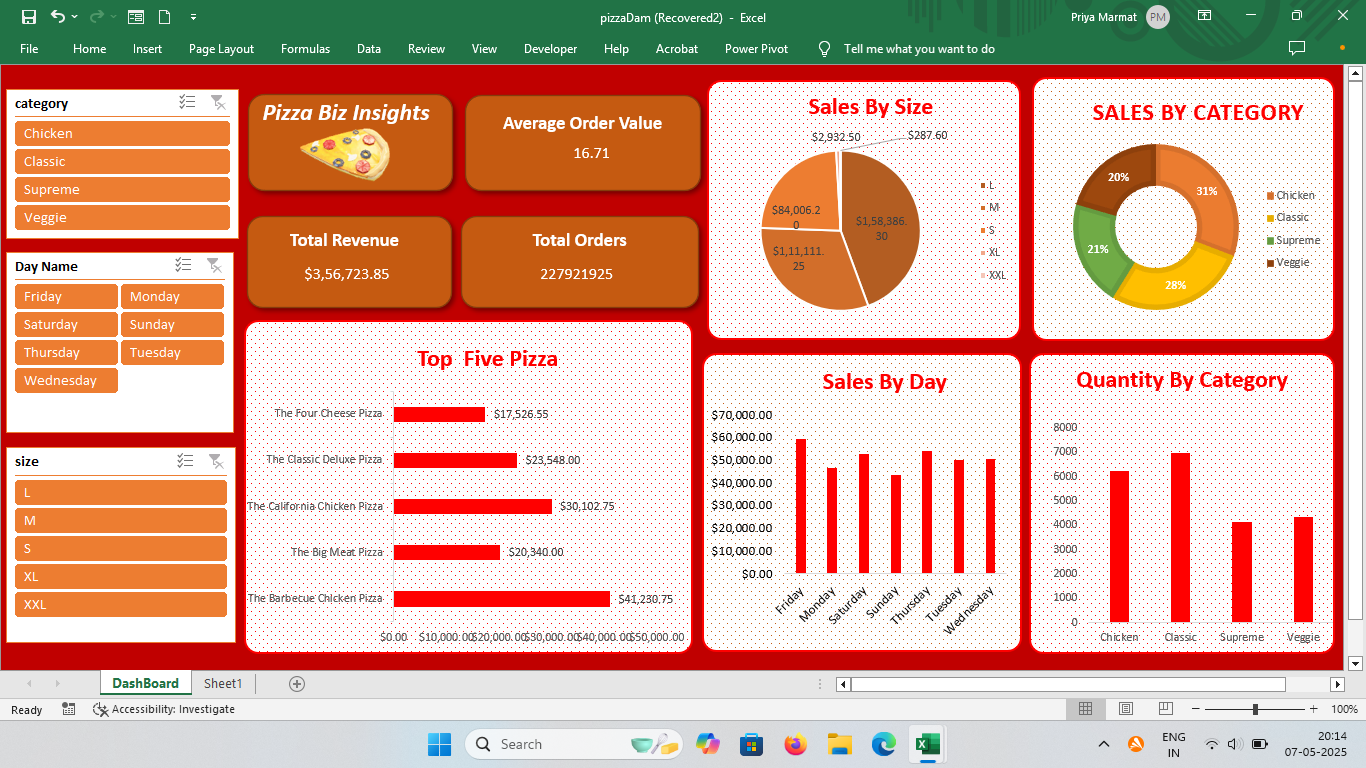 pizzaDam (Recovered2) - Excel
Priya Marmat
PM
File Home Insert Page Layout Formulas Data Review View Developer Help Acrobat Power Pivot Tell me what you want to do
category
Chicken
Classic
Supreme
Veggie
Day Name
Friday Monday
Saturday Sunday
Thursday Tuesday
Wednesday
size
L
M
S
XL
XXL
Pizza Biz Insights
Average Order Value
16.71
Total Revenue
$3,56,723.85
Total Orders
227921925
Sales By Size
$2,932.50
$287.60
$84,006.2
0
$1,58,386.
30
$1,11,111.
25
L
M
S
XL
XXL
SALES BY CATEGORY
20%
31%
21%
28%
Chicken
Classic
Supreme
Veggie
Top Five Pizza
The Four Cheese Pizza $17,526.55
The Classic Deluxe Pizza $23,548.00
The California Chicken Pizza $30,102.75
The Big Meat Pizza $20,340.00
The Barbecue Chicken Pizza $41,230.75
$0.00 $10,000.00 $20,000.00 $30,000.00 $40,000.00 $50,000.00
Sales By Day
$70,000.00
$60,000.00
$50,000.00
$40,000.00
$30,000.00
$20,000.00
$10,000.00
$0.00
Friday Monday Saturday Sunday Thursday Tuesday Wednesday
Quantity By Category
8000
7000
6000
5000
4000
3000
2000
1000
0
Chicken Classic Supreme Veggie
DashBoard Sheet1
Ready Accessibility: Investigate 100%
Search
ENG
IN
20:14
07-05-2025